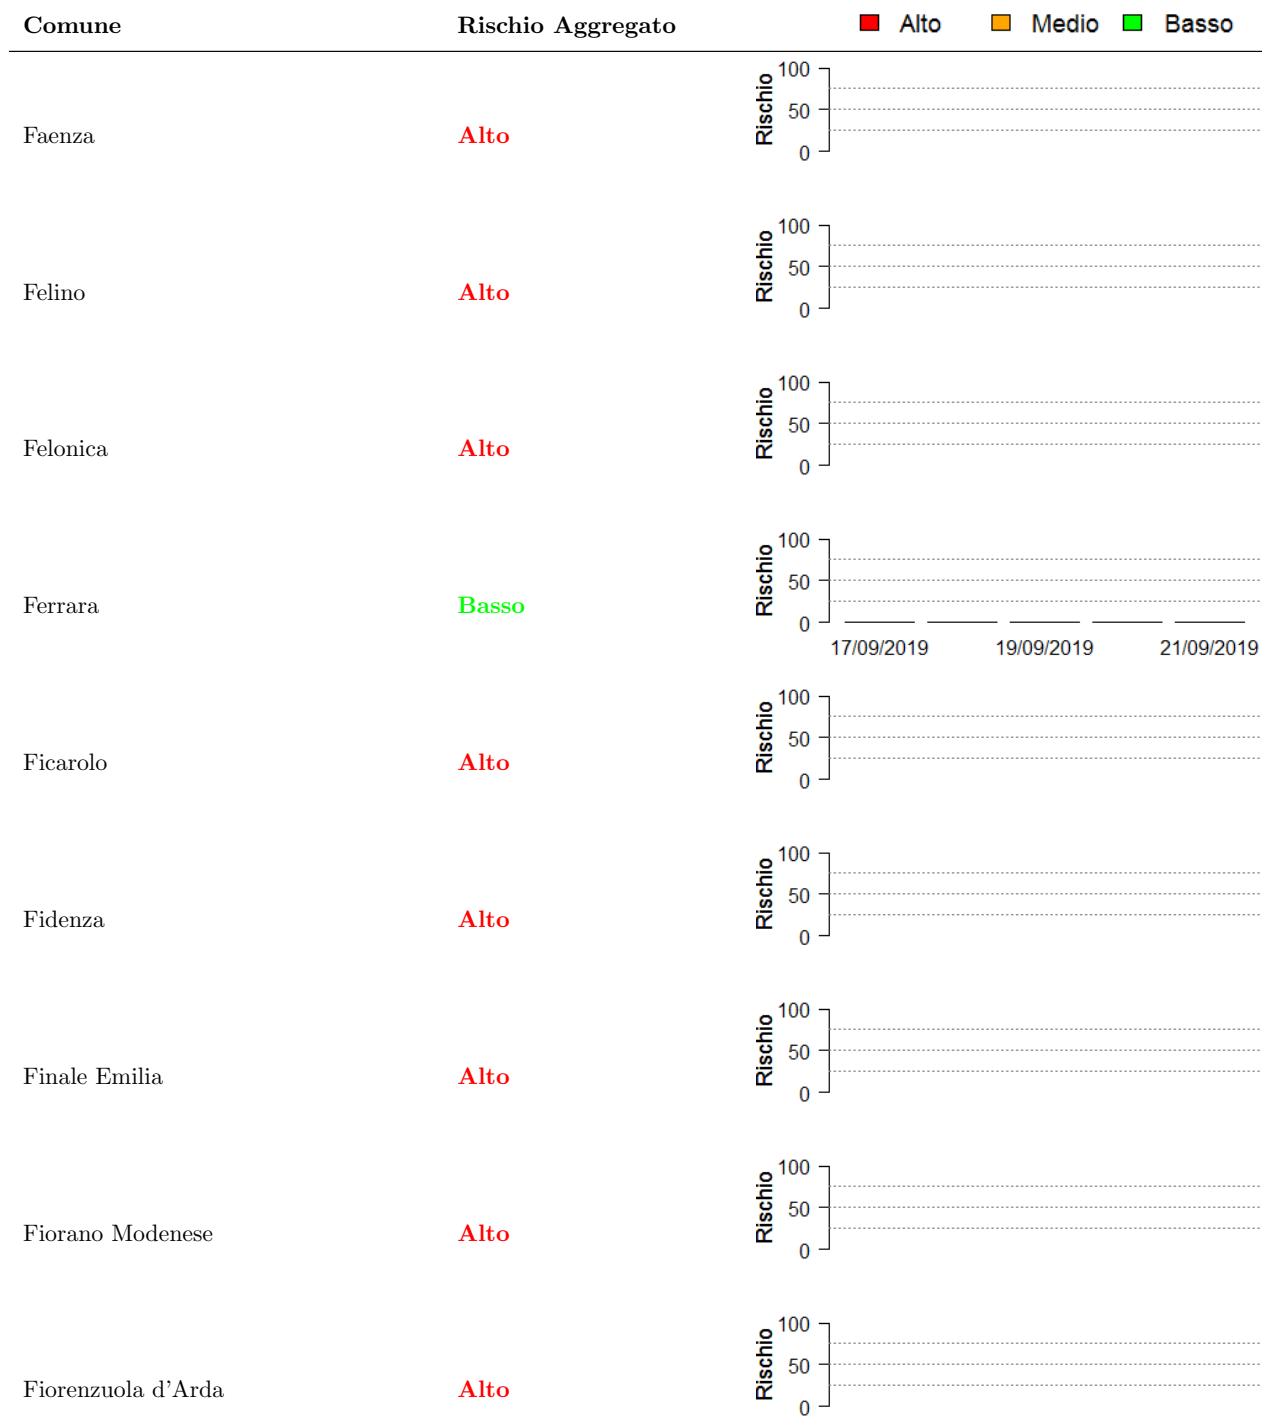 Comune Rischio Aggregato Alto Medio Basso
Faenza Alto Rischio 100 50 0
Felino Alto Rischio 100 50 0
Felonica Alto Rischio 100 50 0
Ferrara Basso Rischio 100 50 0
17/09/2019 19/09/2019 21/09/2019
Ficarolo Alto Rischio 100 50 0
Fidenza Alto Rischio 100 50 0
Finale Emilia Alto Rischio 100 50 0
Fiorano Modenese Alto Rischio 100 50 0
Fiorenzuola d'Arda Alto Rischio 100 50 0